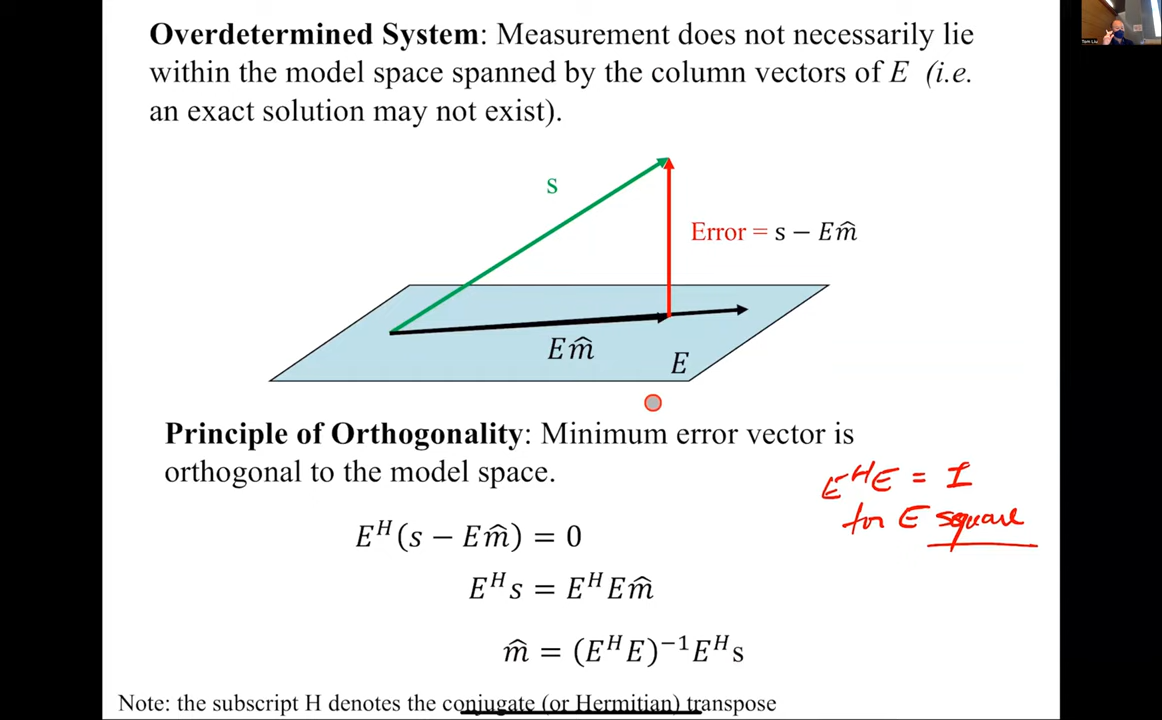 Overdetermined System: Measurement does not necessarily lie
within the model space spanned by the column vectors of E (i.e.
an exact solution may not exist).
s
Error = s − Em̂
Em̂
E
Principle of Orthogonality: Minimum error vector is
orthogonal to the model space.
E^H E = I
for E square
E^H(s − Em̂) = 0
E^H s = E^H Em̂
m̂ = (E^H E)^−1 E^H s
Note: the subscript H denotes the conjugate (or Hermitian) transpose